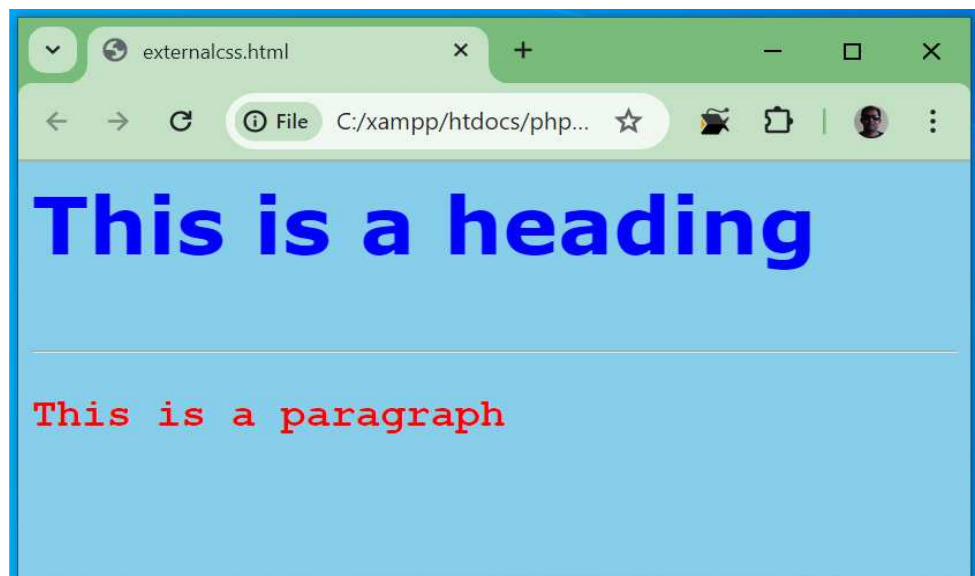 externalcss.html
File C:/xampp/htdocs/php...
This is a heading
This is a paragraph